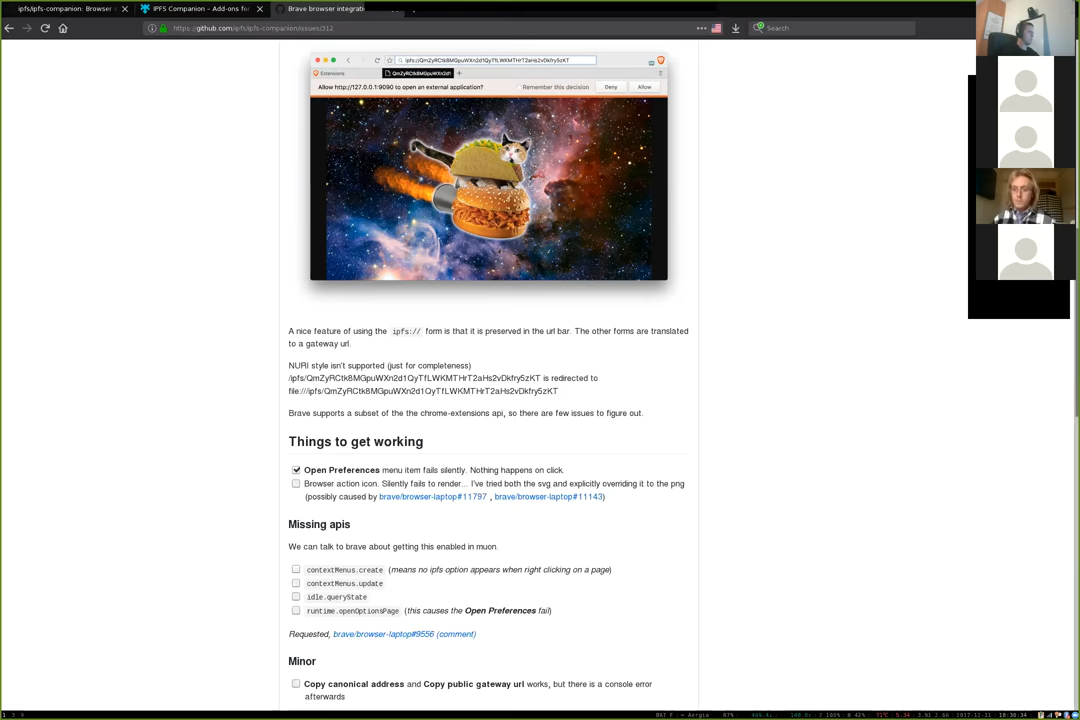 ipfs/ipfs-companion: Browser
IPFS Companion – Add-ons for
Brave browser integrati
https://github.com/ipfs/ipfs-companion/issues/312
Search
Extensions
Allow http://127.0.0.1:9090 to open an external application?
Remember this decision
Deny
Allow
A nice feature of using the ipfs:// form is that it is preserved in the url bar. The other forms are translated
to a gateway url.
NURI style isn't supported (just for completeness)
/ipfs/QmZyRCtk8MGpuWXn2d1QyTfLWKMTHrT2aHs2vDkfry5zKT is redirected to
file:///ipfs/QmZyRCtk8MGpuWXn2d1QyTfLWKMTHrT2aHs2vDkfry5zKT
Brave supports a subset of the the chrome-extensions api, so there are few issues to figure out.
Things to get working
Open Preferences menu item fails silently. Nothing happens on click.
Browser action icon. Silently fails to render... I've tried both the svg and explicitly overriding it to the png
(possibly caused by brave/browser-laptop#11797 , brave/browser-laptop#11143)
Missing apis
We can talk to brave about getting this enabled in muon.
contextMenus.create (means no ipfs option appears when right clicking on a page)
contextMenus.update
idle.queryState
runtime.openOptionsPage (this causes the Open Preferences fail)
Requested, brave/browser-laptop#9556 (comment)
Minor
Copy canonical address and Copy public gateway url works, but there is a console error
afterwards